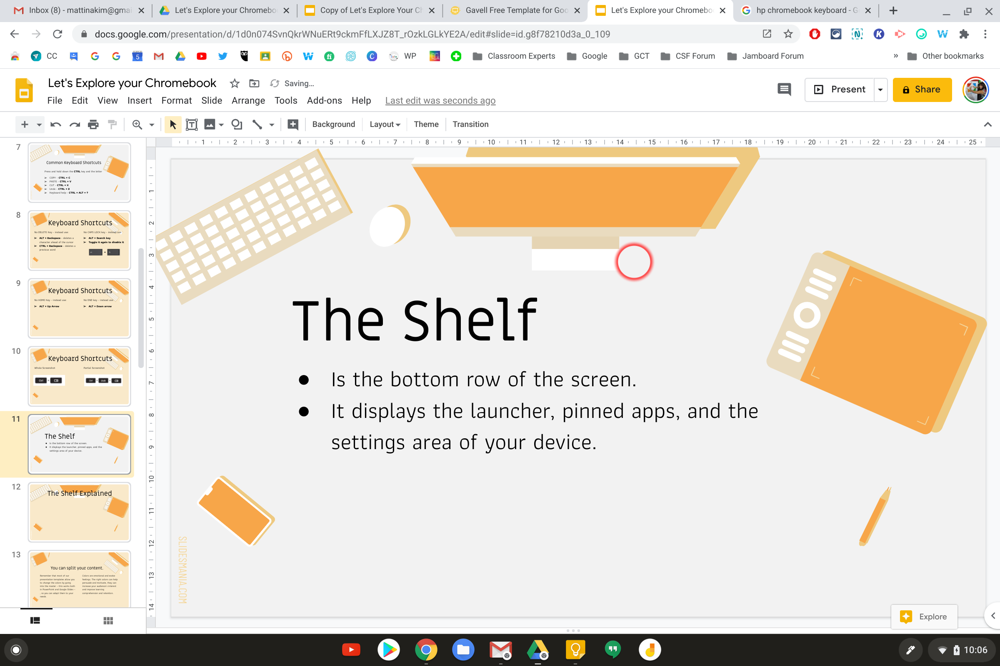 Inbox (8) - mattinakim@gmai
Let's Explore your Chromeboo
Copy of Let's Explore Your Ch
Gavell Free Template for Goo
Let's Explore your Chromebo
hp chromebook keyboard - G
docs.google.com/presentation/d/1d0n074SvnQkrWNuERt9ckmFfLXJZ8T_rOzkLGLkYE2A/edit#slide=id.g8f78210d3a_0_109
CC
WP
Classroom Experts
Google
GCT
CSF Forum
Jamboard Forum
»
Other bookmarks
Let's Explore your Chromebook
Saving...
Present
Share
File Edit View Insert Format Slide Arrange Tools Add-ons Help Last edit was seconds ago
Background Layout Theme Transition
1 2 3 4 5 6 7 8 9 10 11 12 13 14 15 16 17 18 19 20 21 22 23 24 25
1 2 3 4 5 6 7 8 9 10 11 12 13 14
7
Common Keyboard Shortcuts
Press and hold down the CTRL key and the letter
➢ COPY - CTRL + C
➢ PASTE - CTRL + V
➢ CUT - CTRL + X
➢ Undo - CTRL + Z
➢ Keyboard help - CTRL + ALT + ?
8
Keyboard Shortcuts
No DELETE Key - instead use:
➢ ALT + Backspace - deletes a
character ahead of the cursor
➢ CTRL + Backspace - deletes a
previous word
No CAPS LOCK key - instead use:
➢ ALT + Search key
➢ Toggle it again to disable it
+
9
Keyboard Shortcuts
No HOME Key - instead use:
➢ ALT + Up Arrow
No END key - instead use:
➢ ALT + Down arrow
10
Keyboard Shortcuts
Whole Screenshot
Ctrl +
Partial Screenshot
Ctrl + Shift +
11
The Shelf
● Is the bottom row of the screen.
● It displays the launcher, pinned apps, and the
settings area of your device.
12
The Shelf Explained
13
You can split your content.
Remember that most of our
presentation templates allow you
to change the colors by going
into the master - this works both
in PowerPoint and Google Slides -
, so you can adapt them to your
needs.
Colors are emotional and evoke
feelings. The right colors can help
persuade and motivate, they can
increase your audience's interest
and improve learning
comprehension and retention.
The Shelf
● Is the bottom row of the screen.
● It displays the launcher, pinned apps, and the
settings area of your device.
SLIDESMANIA.COM
Explore
10:06